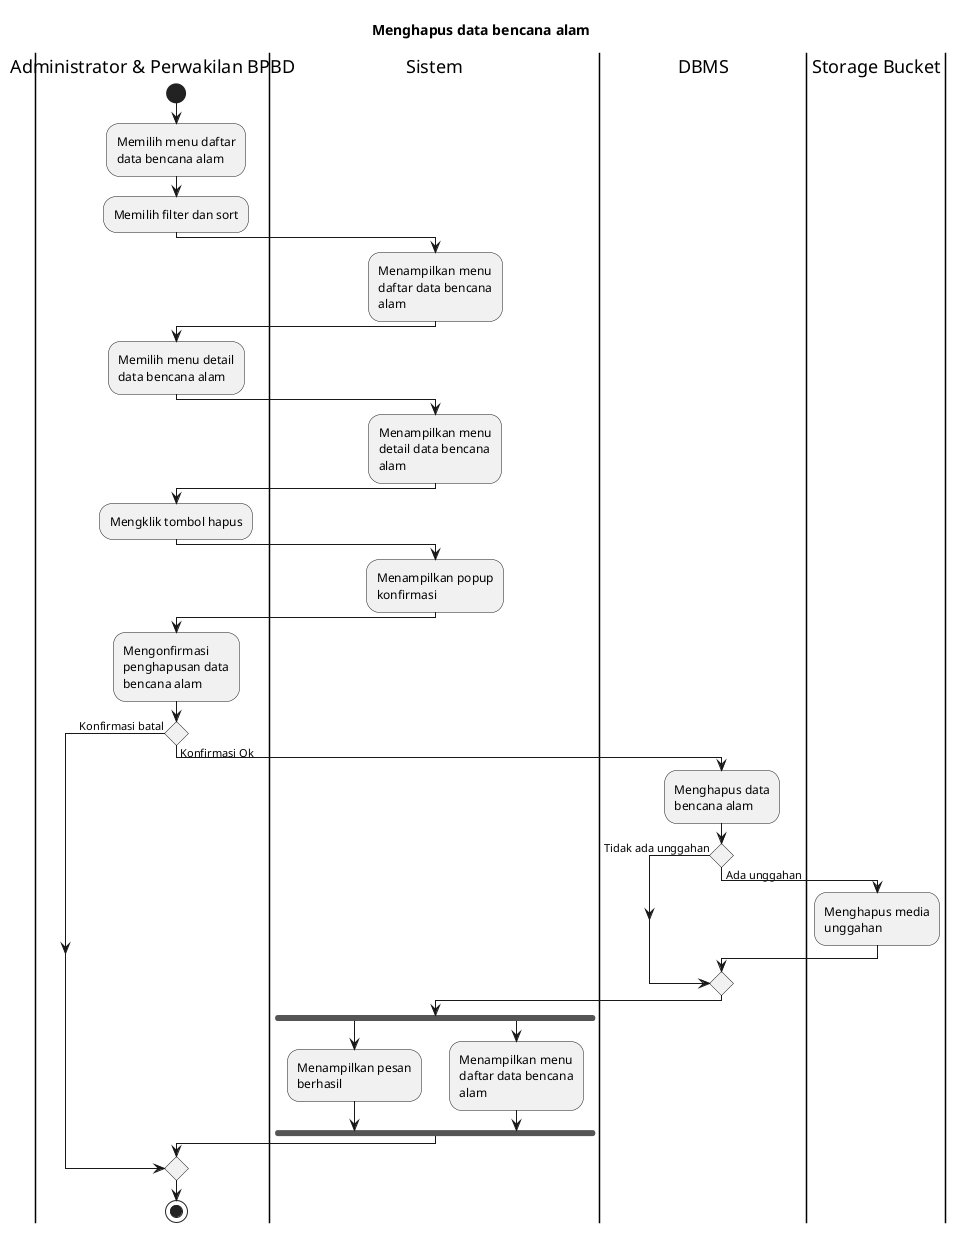 Menghapus data bencana alam
Administrator & Perwakilan BPBD
Sistem
DBMS
Storage Bucket
Memilih menu daftar
data bencana alam
Memilih filter dan sort
Menampilkan menu
daftar data bencana
alam
Memilih menu detail
data bencana alam
Menampilkan menu
detail data bencana
alam
Mengklik tombol hapus
Menampilkan popup
konfirmasi
Mengonfirmasi
penghapusan data
bencana alam
Konfirmasi batal
Konfirmasi Ok
Menghapus data
bencana alam
Tidak ada unggahan
Ada unggahan
Menghapus media
unggahan
Menampilkan pesan
berhasil
Menampilkan menu
daftar data bencana
alam